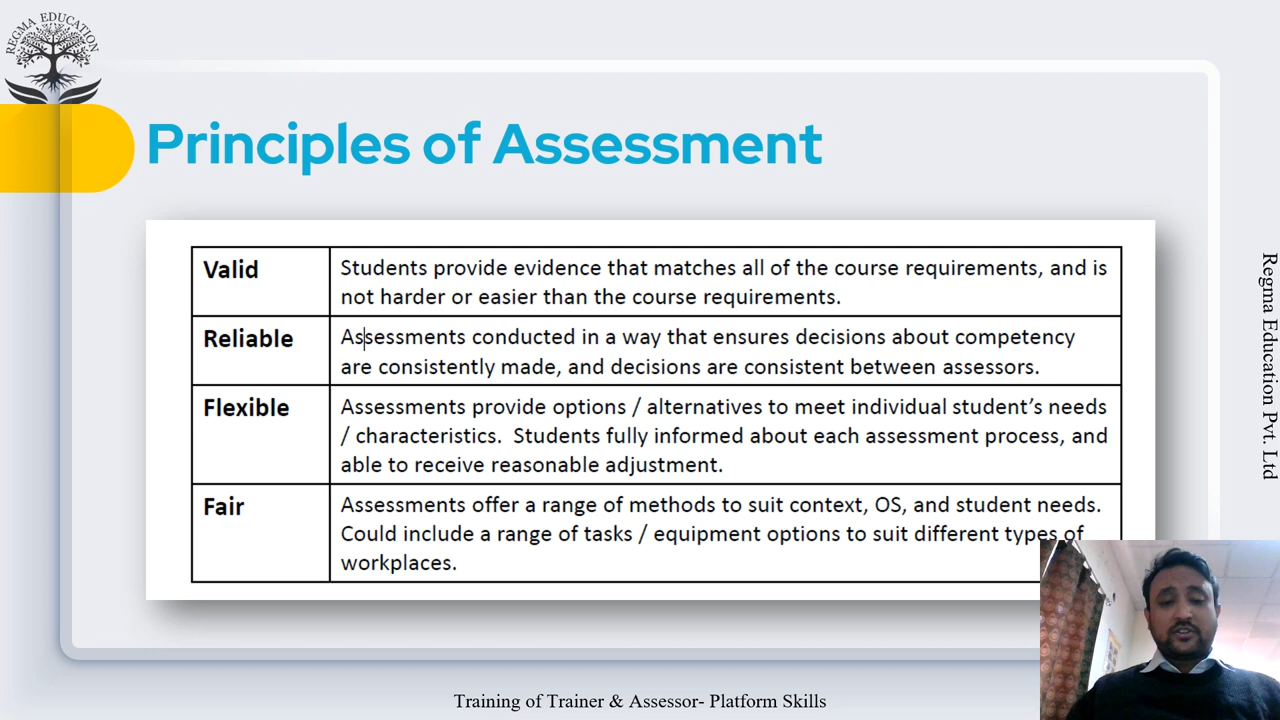 REGMA EDUCATION
Principles of Assessment
Valid
Students provide evidence that matches all of the course requirements, and is
not harder or easier than the course requirements.
Reliable
Assessments conducted in a way that ensures decisions about competency
are consistently made, and decisions are consistent between assessors.
Flexible
Assessments provide options / alternatives to meet individual student’s needs
/ characteristics. Students fully informed about each assessment process, and
able to receive reasonable adjustment.
Fair
Assessments offer a range of methods to suit context, OS, and student needs.
Could include a range of tasks / equipment options to suit different types of
workplaces.
Regma Education Pvt. Ltd
Training of Trainer & Assessor- Platform Skills